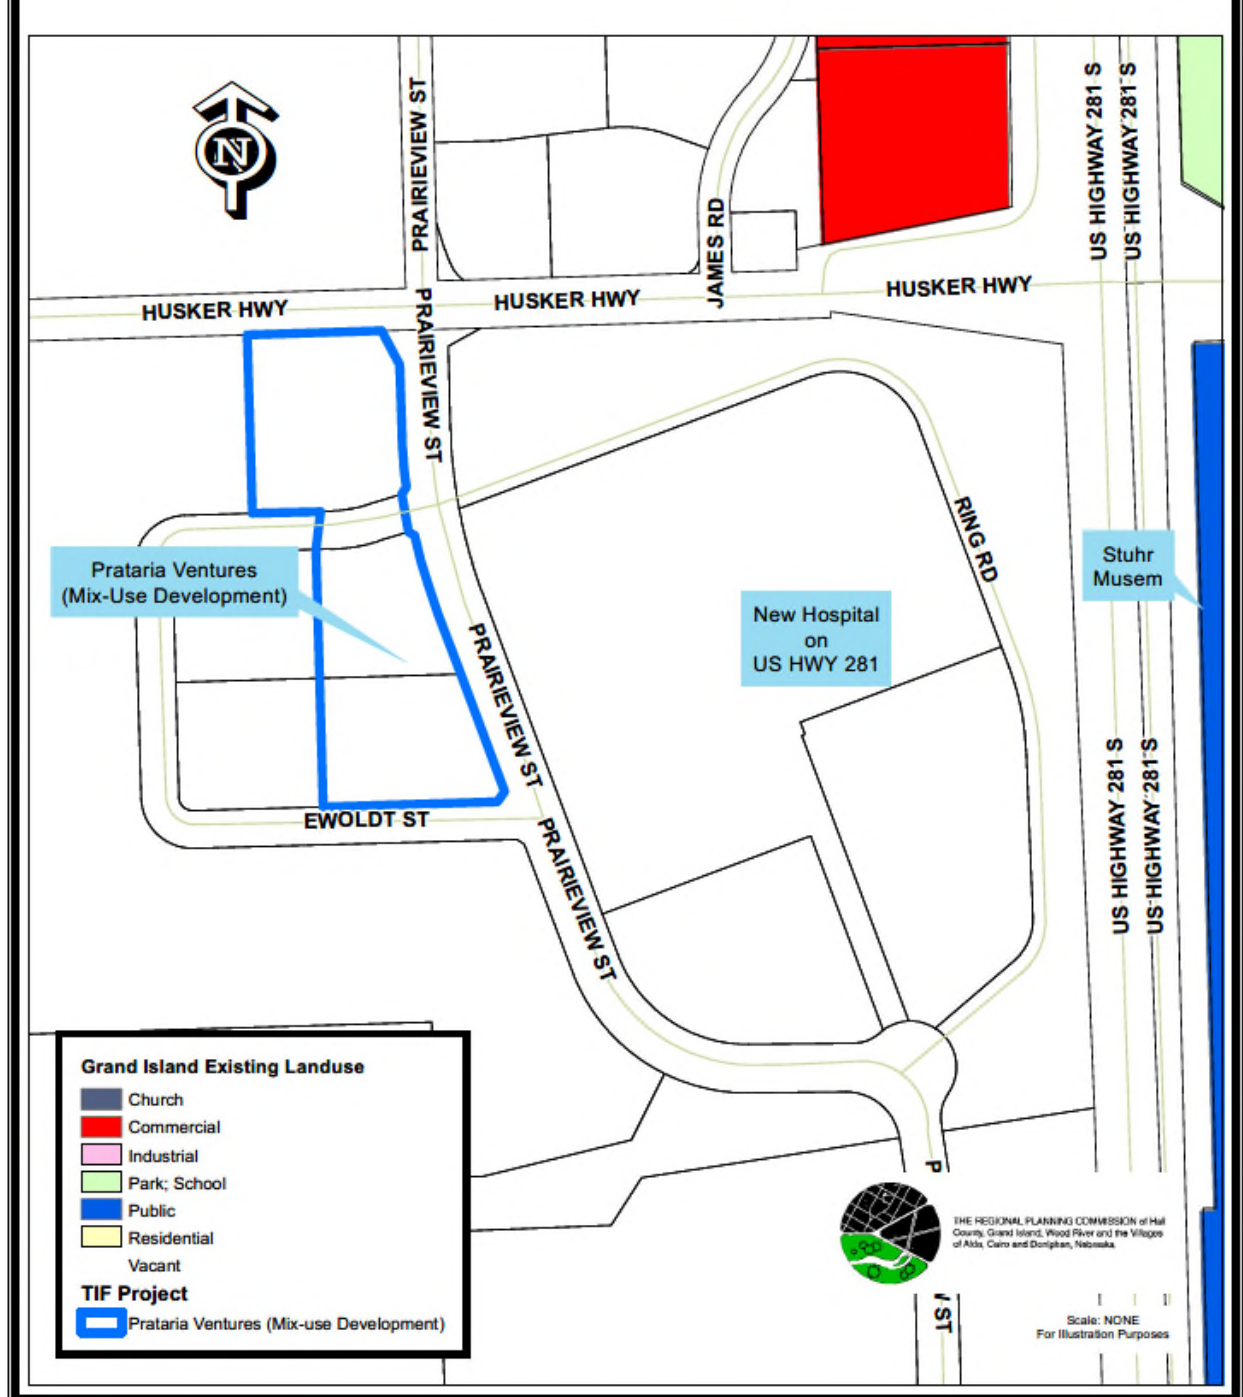 N
PRAIRIEVIEW ST
JAMES RD
US HIGHWAY 281 S
US HIGHWAY 281 S
HUSKER HWY
HUSKER HWY
HUSKER HWY
PRAIRIEVIEW ST
RING RD
Prataria Ventures
(Mix-Use Development)
Stuhr
Musem
New Hospital
on
US HWY 281
PRAIRIEVIEW ST
US HIGHWAY 281 S
US HIGHWAY 281 S
EWOLDT ST
PRAIRIEVIEW ST
Grand Island Existing Landuse
Church
Commercial
Industrial
Park; School
Public
Residential
Vacant
TIF Project
Prataria Ventures (Mix-use Development)
P
THE REGIONAL PLANNING COMMISSION of Hall
County, Grand Island, Wood River and the Villages
of Alda, Cairo and Doniphan, Nebraska.
W ST
Scale: NONE
For Illustration Purposes